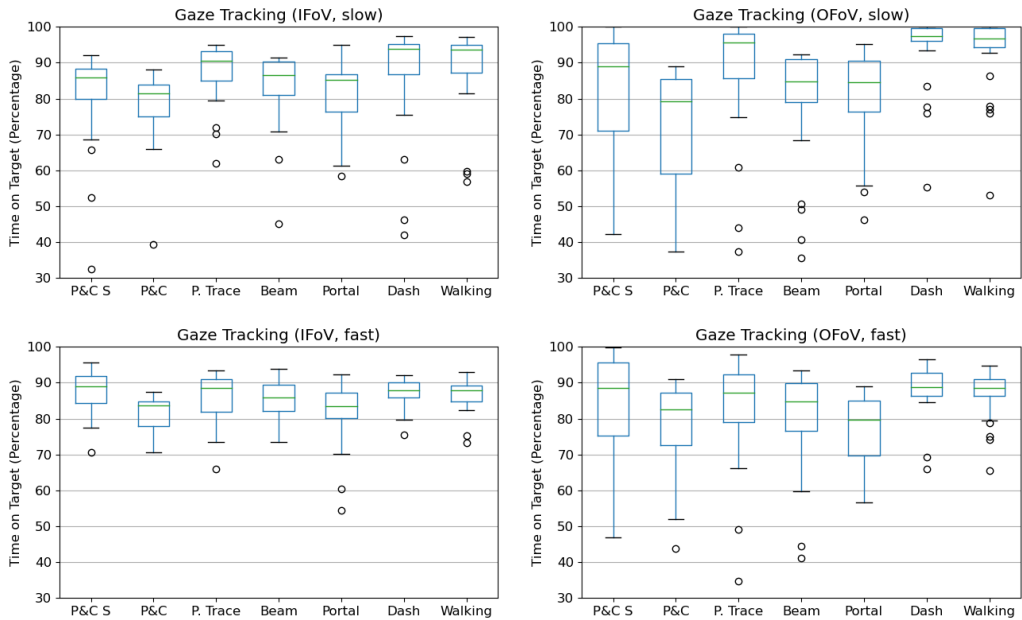 Gaze Tracking (IFoV, slow)
Time on Target (Percentage)
100
90
80
70
60
50
40
30
P&C S P&C P. Trace Beam Portal Dash Walking
Gaze Tracking (OFoV, slow)
Time on Target (Percentage)
100
90
80
70
60
50
40
30
P&C S P&C P. Trace Beam Portal Dash Walking
Gaze Tracking (IFoV, fast)
Time on Target (Percentage)
100
90
80
70
60
50
40
30
P&C S P&C P. Trace Beam Portal Dash Walking
Gaze Tracking (OFoV, fast)
Time on Target (Percentage)
100
90
80
70
60
50
40
30
P&C S P&C P. Trace Beam Portal Dash Walking